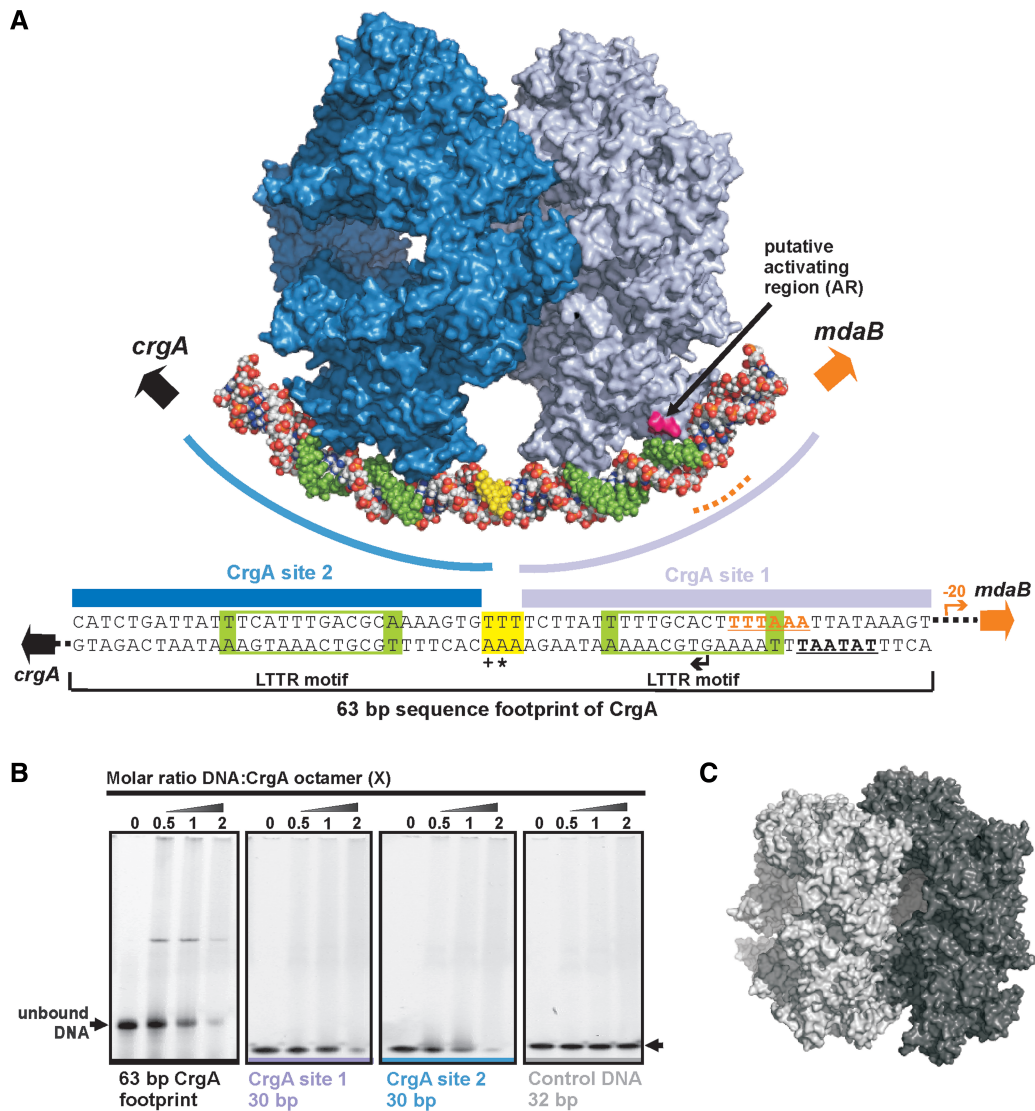 A
putative
activating
region (AR)
crgA
mdaB
CrgA site 2
CrgA site 1
-20
mdaB
CATCTGATTATTTCATTTGACGCAAAAGTGTTTTCTTATTTTTGCACTTTTAAATTATAAAGT
GTAGACTAATAAAGTAAACTGCGTTTTCACAAAAGAATAAAAACGTGAAAATTTAATATTTCA
crgA
+ *
LTTR motif
LTTR motif
63 bp sequence footprint of CrgA
B
Molar ratio DNA:CrgA octamer (X)
0 0.5 1 2
0 0.5 1 2
0 0.5 1 2
0 0.5 1 2
unbound
DNA
63 bp CrgA
footprint
CrgA site 1
30 bp
CrgA site 2
30 bp
Control DNA
32 bp
C